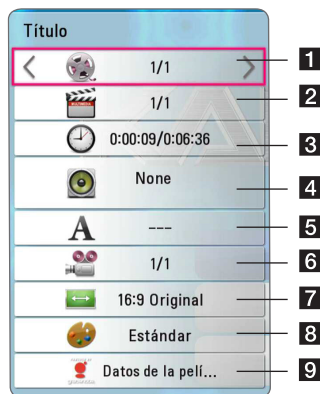 Título
1/1
1
1/1
2
0:00:09/0:06:36
3
None
4
A
---
5
1/1
6
16:9 Original
7
Estándar
8
Datos de la pelí...
9